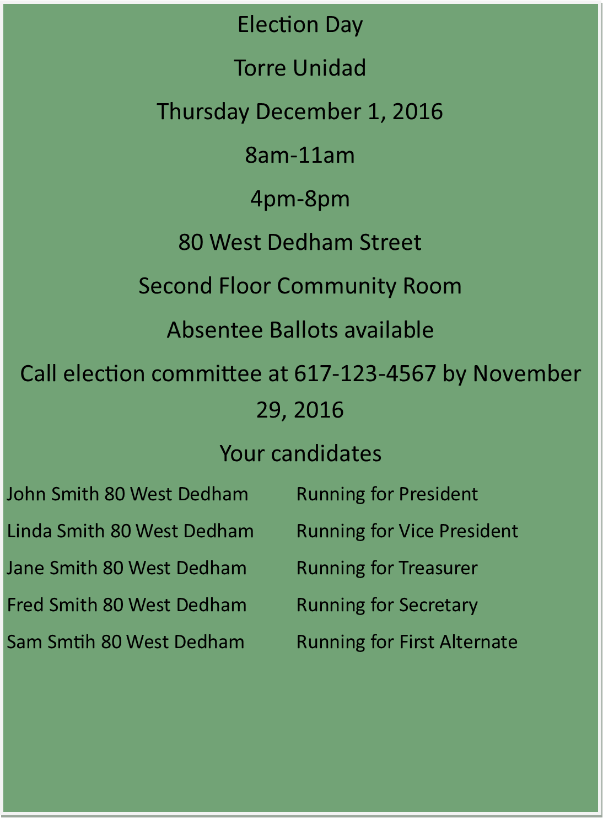 Election Day
Torre Unidad
Thursday December 1, 2016
8am-11am
4pm-8pm
80 West Dedham Street
Second Floor Community Room
Absentee Ballots available
Call election committee at 617-123-4567 by November
29, 2016
Your candidates
John Smith 80 West Dedham Running for President
Linda Smith 80 West Dedham Running for Vice President
Jane Smith 80 West Dedham Running for Treasurer
Fred Smith 80 West Dedham Running for Secretary
Sam Smtih 80 West Dedham Running for First Alternate